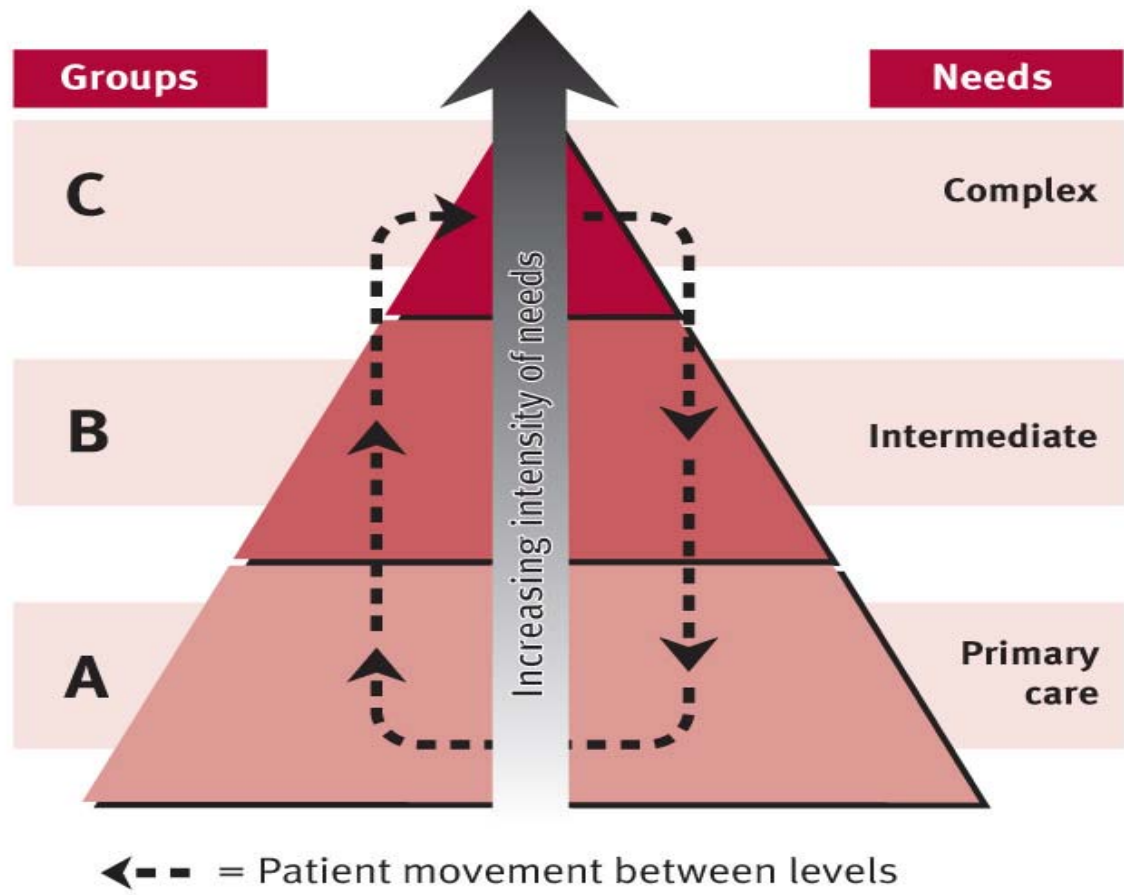 Groups
Needs
C
Complex
B
Intermediate
A
Primary
care
Increasing intensity of needs
= Patient movement between levels